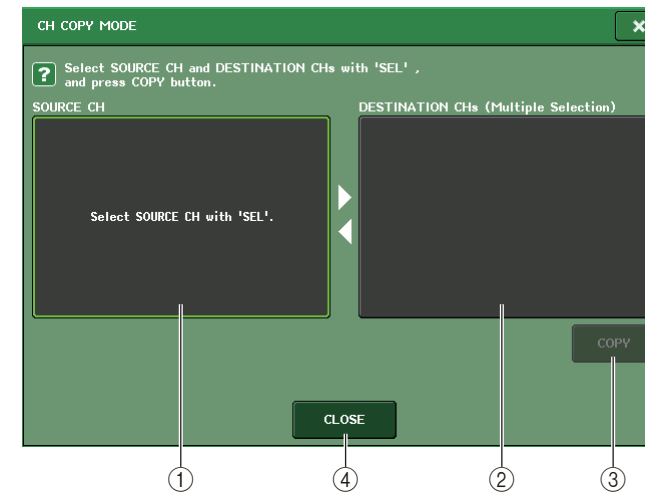 CH COPY MODE
×
? Select SOURCE CH and DESTINATION CHs with 'SEL' ,
and press COPY button.
SOURCE CH
DESTINATION CHs (Multiple Selection)
Select SOURCE CH with 'SEL'.
COPY
CLOSE
① ④ ② ③